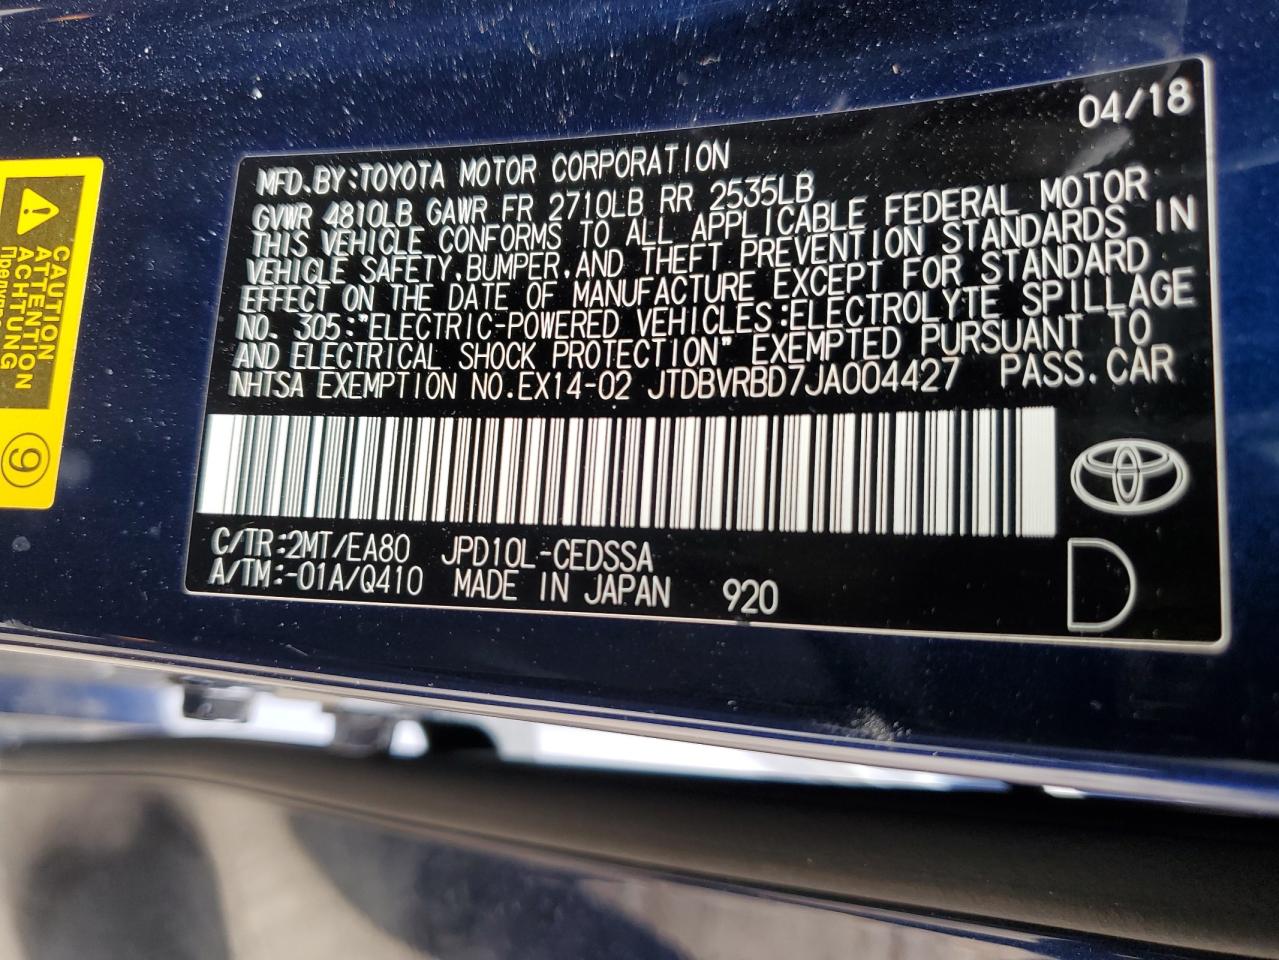 04/18
MFD.BY:TOYOTA MOTOR CORPORATION
GVWR 4810LB GAWR FR 2710LB RR 2535LB
THIS VEHICLE CONFORMS TO ALL APPLICABLE FEDERAL MOTOR
VEHICLE SAFETY,BUMPER,AND THEFT PREVENTION STANDARDS IN
EFFECT ON THE DATE OF MANUFACTURE EXCEPT FOR STANDARD
NO. 305:"ELECTRIC-POWERED VEHICLES:ELECTROLYTE SPILLAGE
AND ELECTRICAL SHOCK PROTECTION" EXEMPTED PURSUANT TO
NHTSA EXEMPTION NO.EX14-02 JTDBVRBD7JA004427 PASS.CAR
C/TR:2MT/EA80 JPD10L-CEDSSA
A/TM:-01A/Q410 MADE IN JAPAN 920
D
CAUTION
ATTENTION
ACHTUNG
9